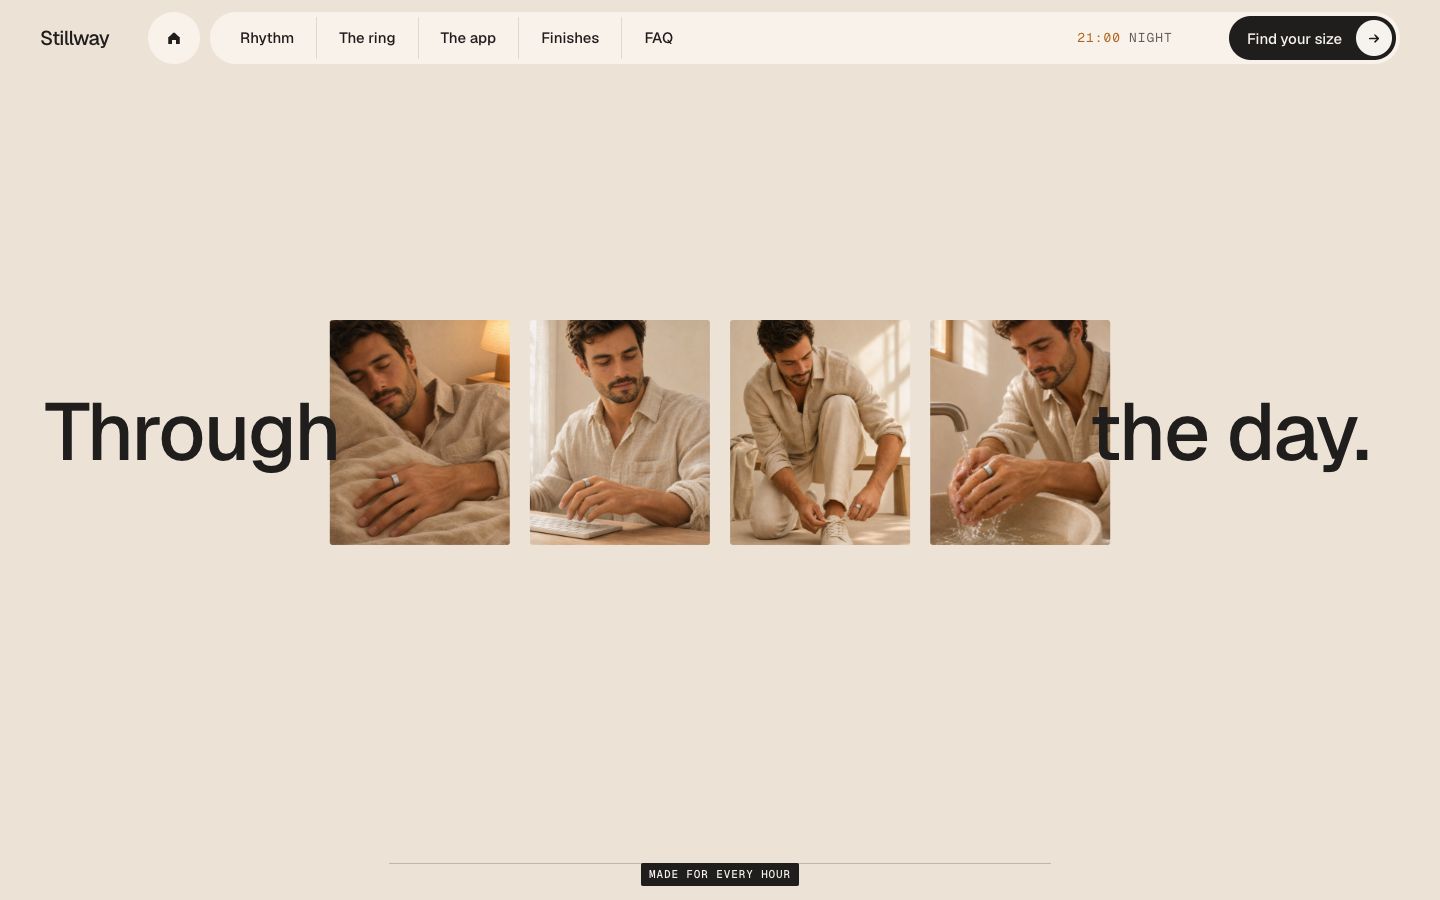 Stillway
Rhythm
The ring
The app
Finishes
FAQ
21:00 NIGHT
Find your size
Through
the day.
MADE FOR EVERY HOUR